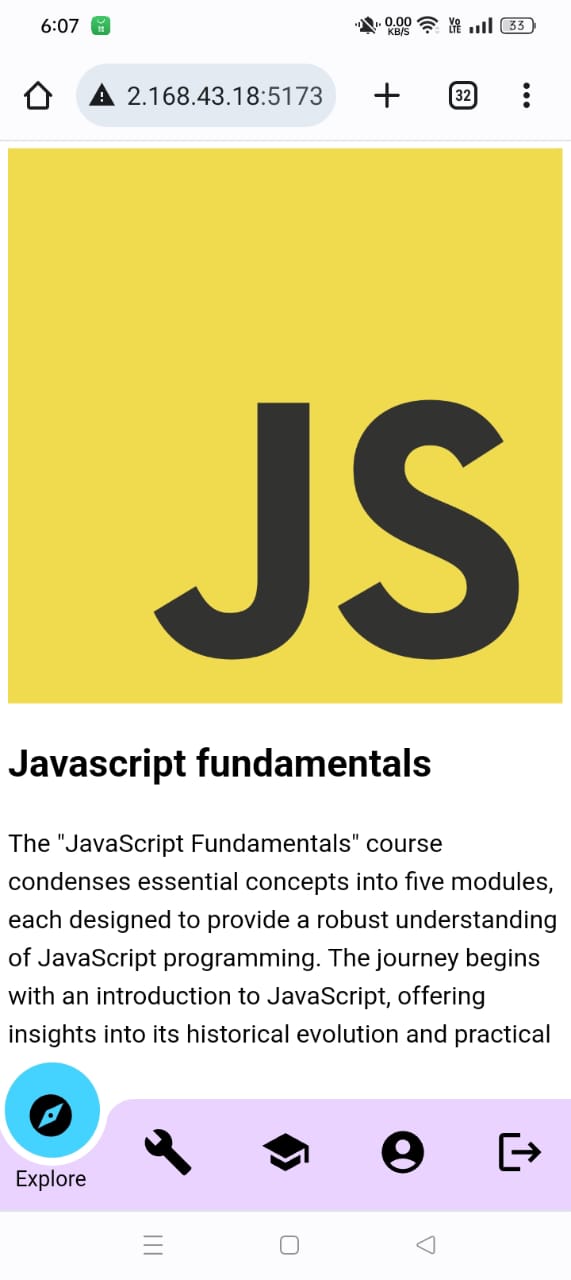 6:07
0.00
KB/S
Vo
LTE
33
2.168.43.18:5173
32
JS
Javascript fundamentals
The "JavaScript Fundamentals" course
condenses essential concepts into five modules,
each designed to provide a robust understanding
of JavaScript programming. The journey begins
with an introduction to JavaScript, offering
insights into its historical evolution and practical
Explore